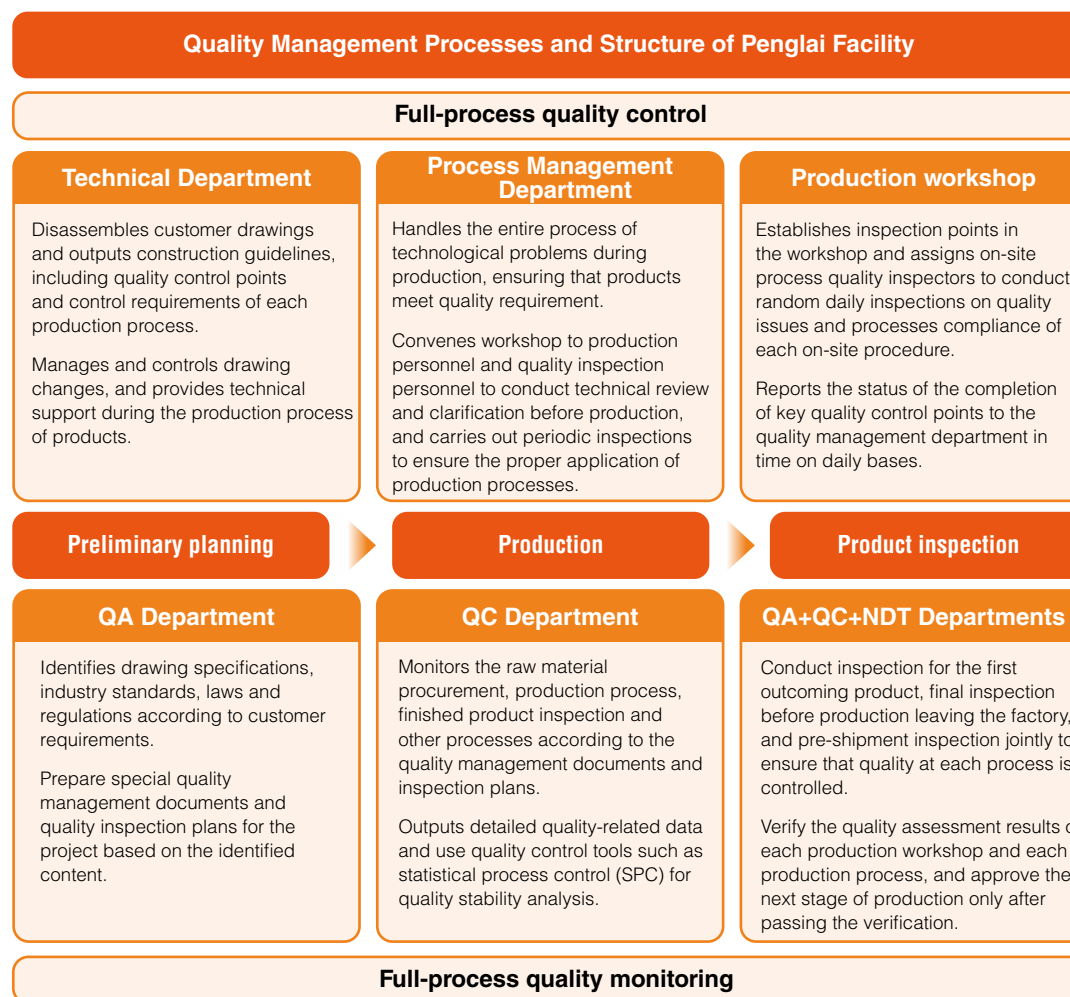 Quality Management Processes and Structure of Penglai Facility
Full-process quality control
Technical Department
Disassembles customer drawings
and outputs construction guidelines,
including quality control points
and control requirements of each
production process.
Manages and controls drawing
changes, and provides technical
support during the production process
of products.
Process Management
Department
Handles the entire process of
technological problems during
production, ensuring that products
meet quality requirement.
Convenes workshop to production
personnel and quality inspection
personnel to conduct technical review
and clarification before production,
and carries out periodic inspections
to ensure the proper application of
production processes.
Production workshop
Establishes inspection points in
the workshop and assigns on-site
process quality inspectors to conduct
random daily inspections on quality
issues and processes compliance of
each on-site procedure.
Reports the status of the completion
of key quality control points to the
quality management department in
time on daily bases.
Preliminary planning
Production
Product inspection
QA Department
Identifies drawing specifications,
industry standards, laws and
regulations according to customer
requirements.
Prepare special quality
management documents and
quality inspection plans for the
project based on the identified
content.
QC Department
Monitors the raw material
procurement, production process,
finished product inspection and
other processes according to the
quality management documents and
inspection plans.
Outputs detailed quality-related data
and use quality control tools such as
statistical process control (SPC) for
quality stability analysis.
QA+QC+NDT Departments
Conduct inspection for the first
outcoming product, final inspection
before production leaving the factory,
and pre-shipment inspection jointly to
ensure that quality at each process is
controlled.
Verify the quality assessment results
each production workshop and each
production process, and approve the
next stage of production only after
passing the verification.
Full-process quality monitoring